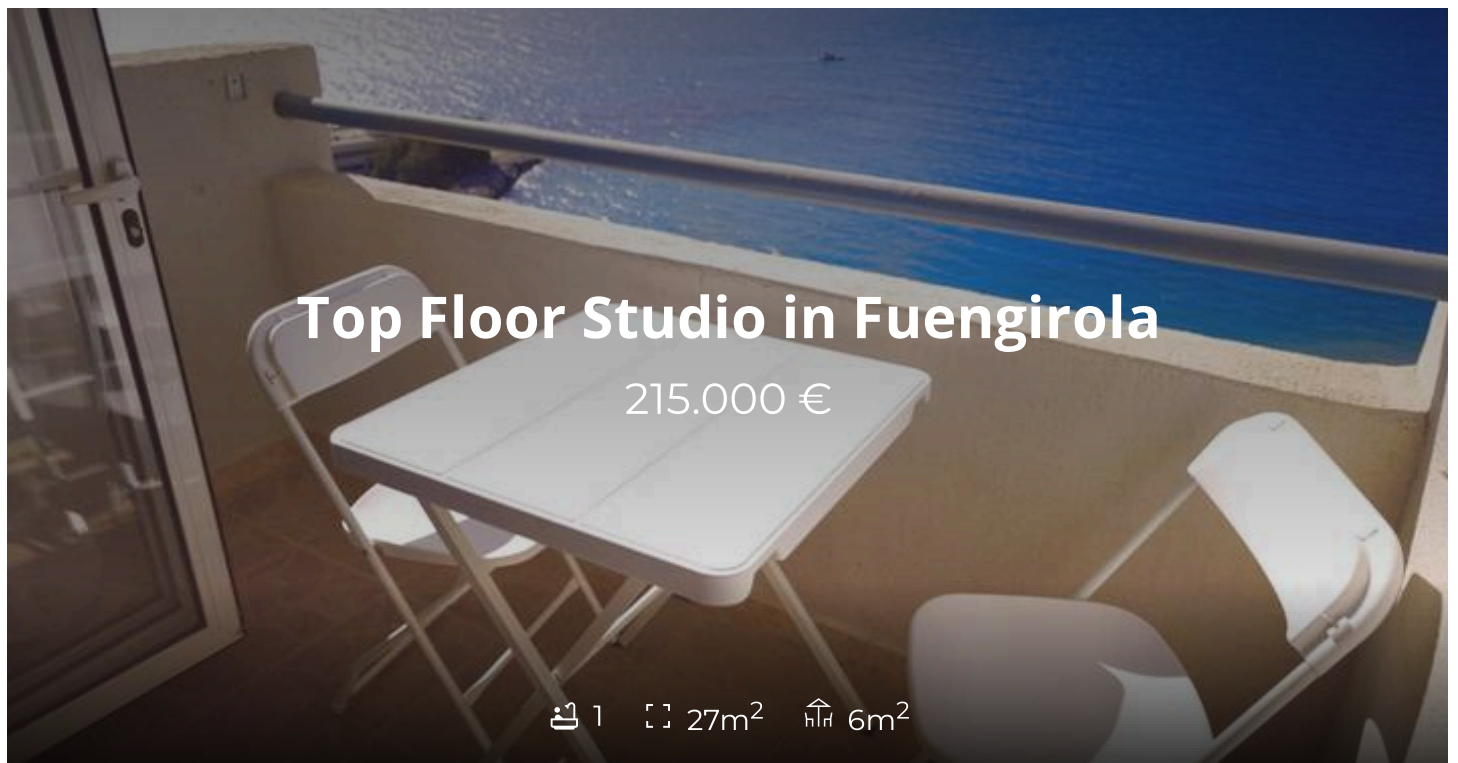 Top Floor Studio in Fuengirola
215.000 €
1 27m² 6m²